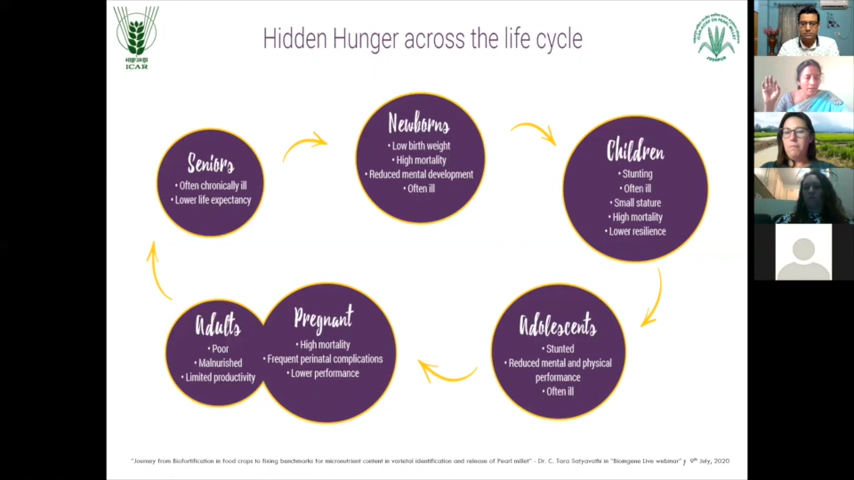 Hidden Hunger across the life cycle
ICAR
JODHPUR
Newborns
• Low birth weight
• High mortality
• Reduced mental development
• Often ill
Children
• Stunting
• Often ill
• Small stature
• High mortality
• Lower resilience
Adolescents
• Stunted
• Reduced mental and physical
performance
• Often ill
Pregnant
• High mortality
• Frequent perinatal complications
• Lower performance
Adults
• Poor
• Malnurished
• Limited productivity
Seniors
• Often chronically ill
• Lower life expectancy
"Journey from Biofortification in food crops to fixing benchmarks for micronutrient content in varietal identification and release of Pearl millet" - Dr. C. Tara Satyavathi in "Bioingene Live webinar" 9th July, 2020